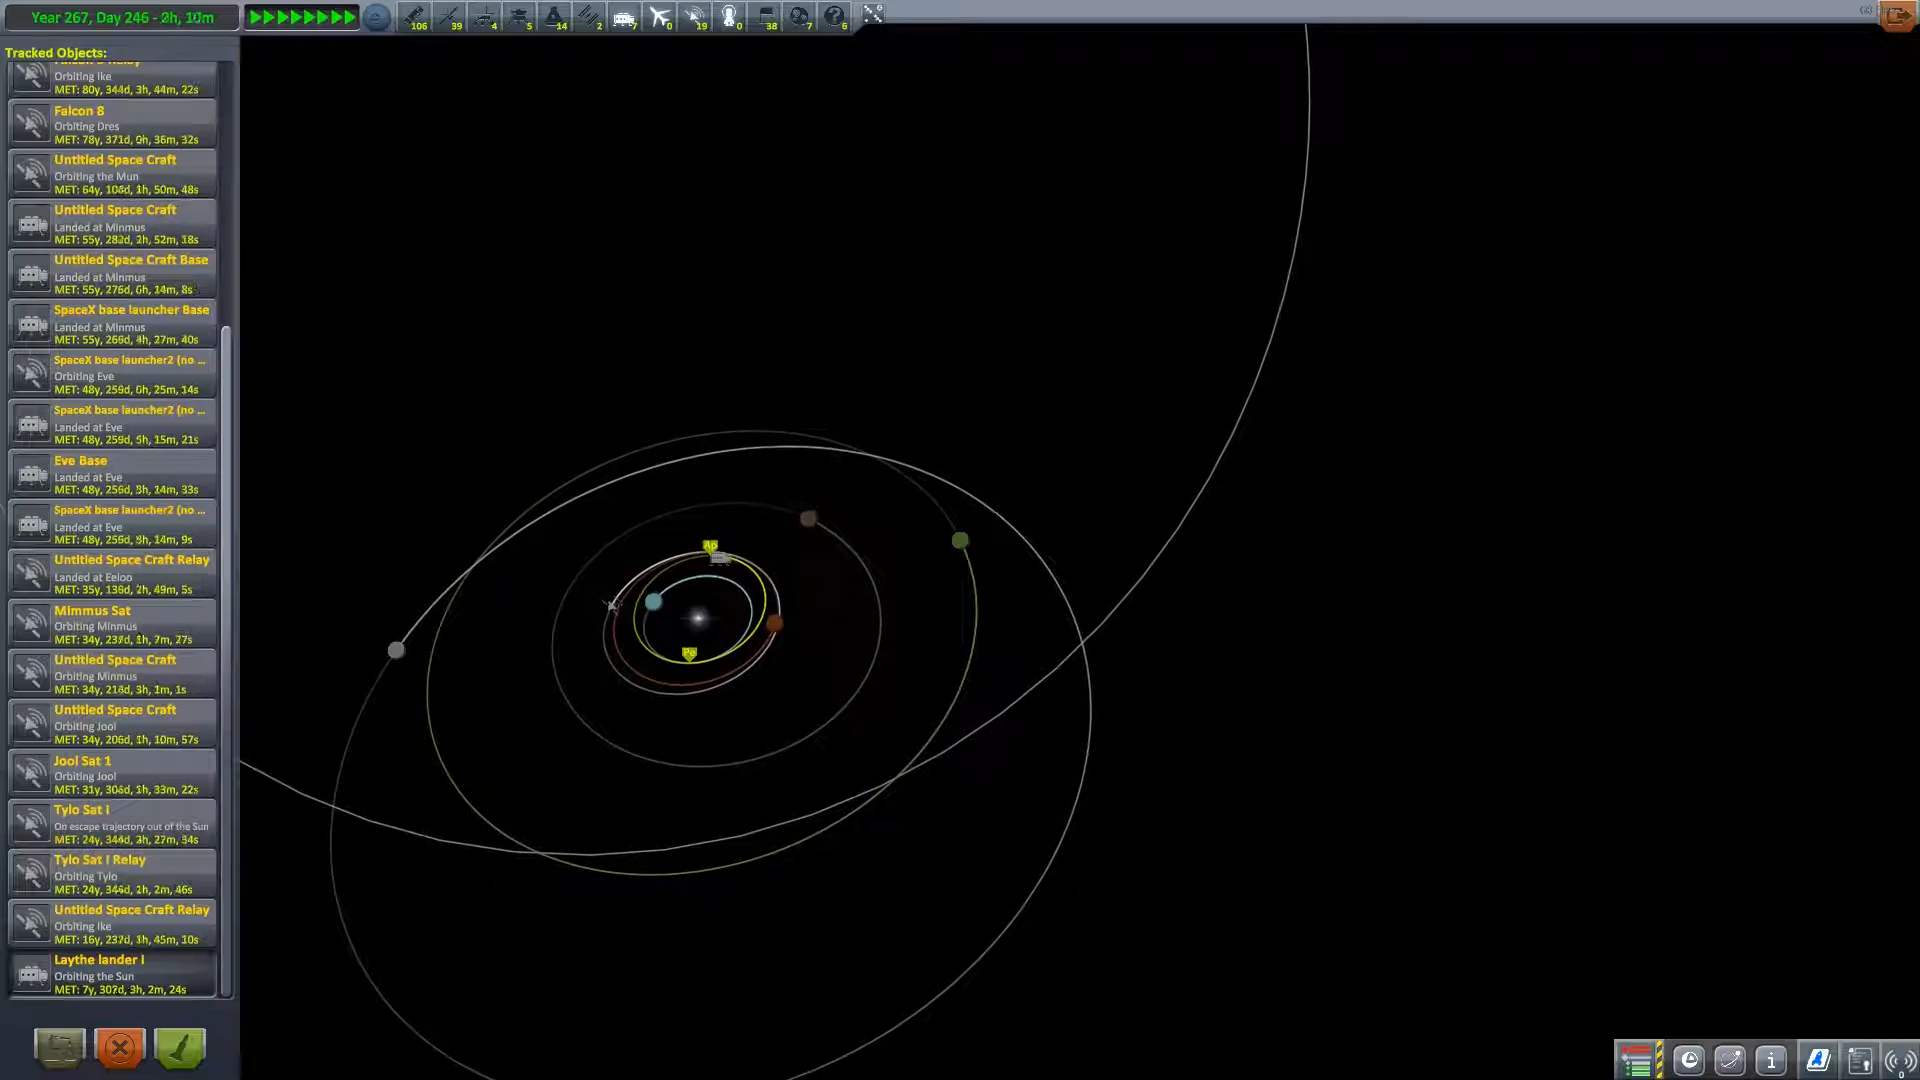 Year 267, Day 246 - 2h, 10m
106
39
4
5
14
2
7
0
19
0
38
7
6
Tracked Objects:
Orbiting Ike
MET: 80y, 344d, 3h, 44m, 22s
Falcon 8
Orbiting Dres
MET: 78y, 371d, 0h, 36m, 32s
Untitled Space Craft
Orbiting the Mun
MET: 64y, 106d, 1h, 50m, 48s
Untitled Space Craft
Landed at Minmus
MET: 55y, 282d, 2h, 52m, 18s
Untitled Space Craft Base
Landed at Minmus
MET: 55y, 276d, 0h, 14m, 8s
SpaceX base launcher Base
Landed at Minmus
MET: 55y, 266d, 4h, 27m, 40s
SpaceX base launcher2 (no ...
Orbiting Eve
MET: 48y, 259d, 0h, 25m, 14s
SpaceX base launcher2 (no ...
Landed at Eve
MET: 48y, 259d, 5h, 15m, 21s
Eve Base
Landed at Eve
MET: 48y, 256d, 3h, 14m, 33s
SpaceX base launcher2 (no ...
Landed at Eve
MET: 48y, 256d, 3h, 14m, 9s
Untitled Space Craft Relay
Landed at Eeloo
MET: 35y, 136d, 2h, 49m, 5s
Mimmus Sat
Orbiting Minmus
MET: 34y, 237d, 1h, 7m, 27s
Untitled Space Craft
Orbiting Minmus
MET: 34y, 216d, 3h, 1m, 1s
Untitled Space Craft
Orbiting Jool
MET: 34y, 206d, 1h, 10m, 57s
Jool Sat 1
Orbiting Jool
MET: 31y, 306d, 1h, 33m, 22s
Tylo Sat I
On escape trajectory out of the Sun
MET: 24y, 346d, 2h, 27m, 34s
Tylo Sat I Relay
Orbiting Tylo
MET: 24y, 346d, 2h, 2m, 46s
Untitled Space Craft Relay
Orbiting Ike
MET: 16y, 237d, 1h, 45m, 10s
Laythe lander I
Orbiting the Sun
MET: 7y, 307d, 3h, 2m, 24s
Ap
Pe
0